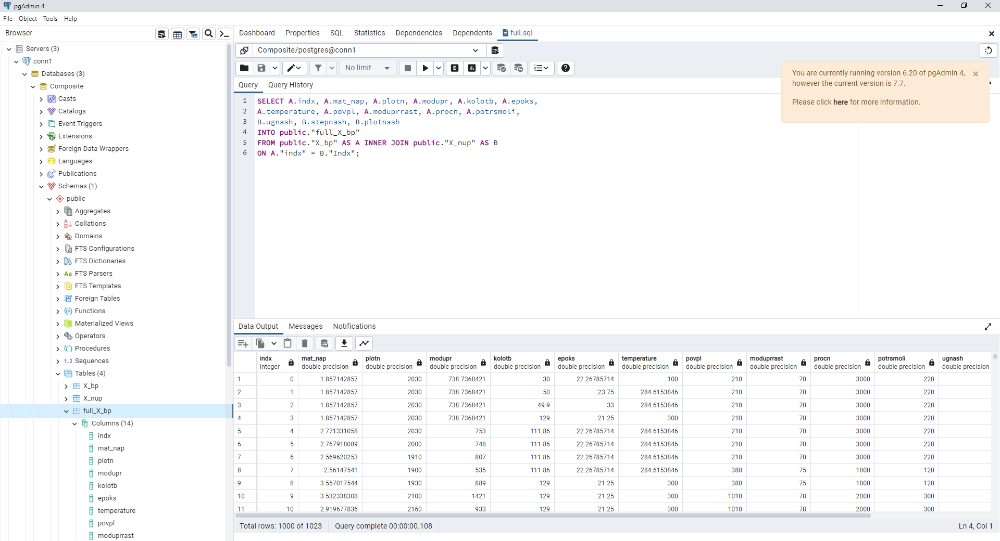 pgAdmin 4
File Object Tools Help
Browser
Servers (3)
conn1
Databases (3)
Composite
Casts
Catalogs
Event Triggers
Extensions
Foreign Data Wrappers
Languages
Publications
Schemas (1)
public
Aggregates
Collations
Domains
FTS Configurations
FTS Dictionaries
Aa FTS Parsers
FTS Templates
Foreign Tables
Functions
Materialized Views
Operators
Procedures
1..3 Sequences
Tables (4)
X_bp
X_nup
full_X_bp
Columns (14)
indx
mat_nap
plotn
modupr
kolotb
epoks
temperature
povpl
moduprrast
Dashboard Properties SQL Statistics Dependencies Dependents full.sql
Composite/postgres@conn1
No limit
You are currently running version 6.20 of pgAdmin 4,
however the current version is 7.7.
Please click here for more information.
Query Query History
1 SELECT A.indx, A.mat_nap, A.plotn, A.modupr, A.kolotb, A.epoks,
2 A.temperature, A.povpl, A.moduprrast, A.procn, A.potrsmoli,
3 B.ugnash, B.stepnash, B.plotnash
4 INTO public."full_X_bp"
5 FROM public."X_bp" AS A INNER JOIN public."X_nup" AS B
6 ON A."indx" = B."Indx";
Data Output Messages Notifications
indx mat_nap plotn modupr kolotb epoks temperature povpl moduprrast procn potrsmoli ugnash
integer double precision double precision double precision double precision double precision double precision double precision double precision double precision double precision double precision
1 0 1.857142857 2030 738.7368421 30 22.26785714 100 210 70 3000 220
2 1 1.857142857 2030 738.7368421 50 23.75 284.6153846 210 70 3000 220
3 2 1.857142857 2030 738.7368421 49.9 33 284.6153846 210 70 3000 220
4 3 1.857142857 2030 738.7368421 129 21.25 300 210 70 3000 220
5 4 2.771331058 2030 753 111.86 22.26785714 284.6153846 210 70 3000 220
6 5 2.767918089 2000 748 111.86 22.26785714 284.6153846 210 70 3000 220
7 6 2.569620253 1910 807 111.86 22.26785714 284.6153846 210 70 3000 220
8 7 2.56147541 1900 535 111.86 22.26785714 284.6153846 380 75 1800 120
9 8 3.557017544 1930 889 129 21.25 300 380 75 1800 120
10 9 3.532338308 2100 1421 129 21.25 300 1010 78 2000 300
11 10 2.919677836 2160 933 129 21.25 300 1010 78 2000 300
Total rows: 1000 of 1023 Query complete 00:00:00.108 Ln 4, Col 1